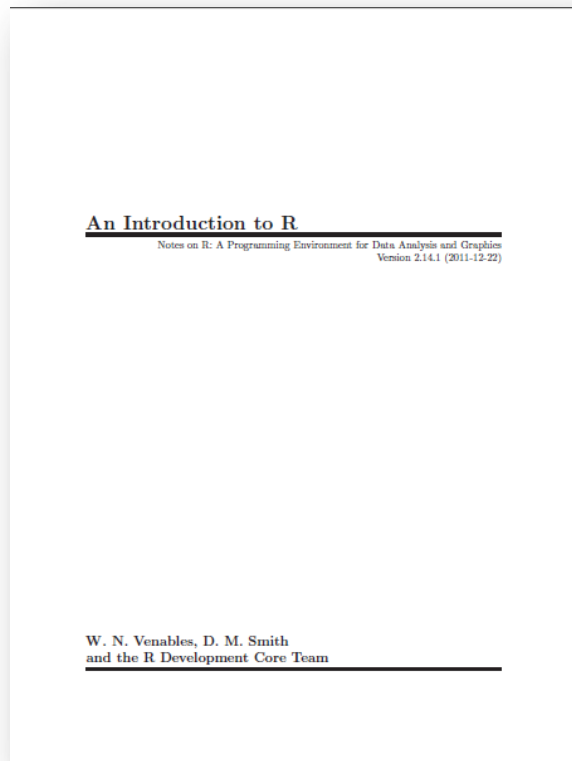 An Introduction to R
Notes on R: A Programming Environment for Data Analysis and Graphics
Version 2.14.1 (2011-12-22)
W. N. Venables, D. M. Smith
and the R Development Core Team